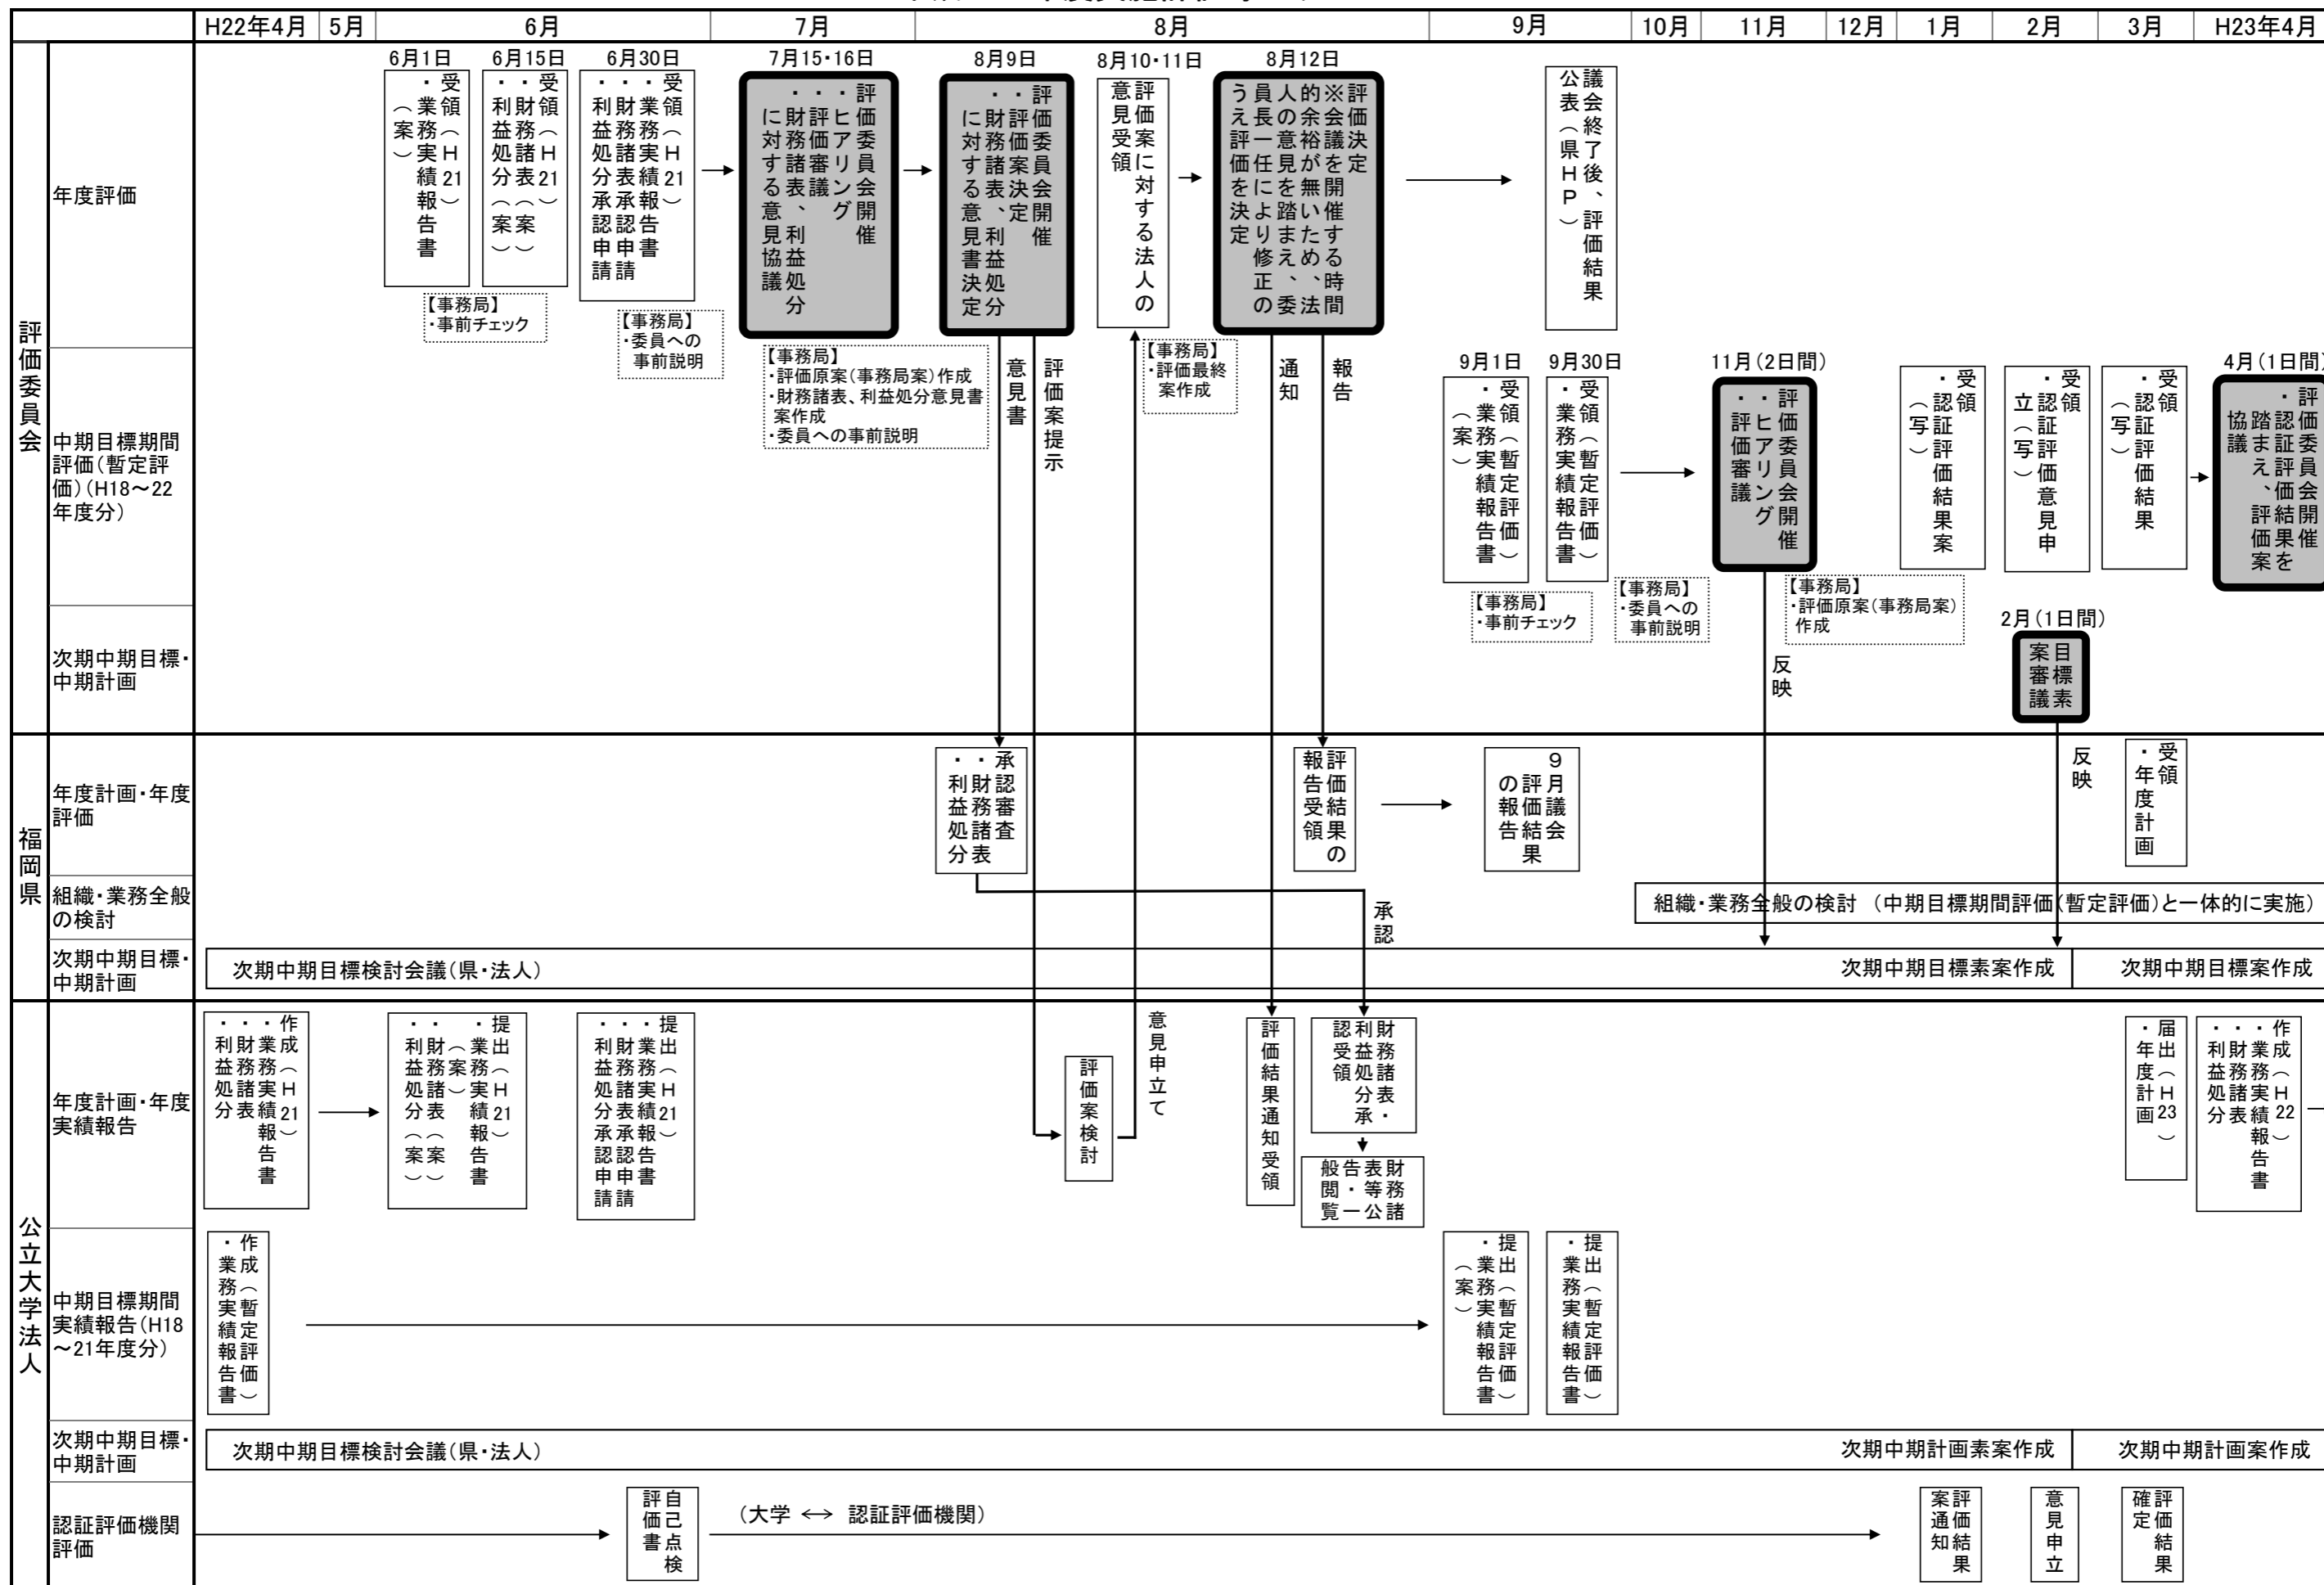 H22年4月
5月
6月
7月
8月
9月
10月
11月
12月
1月
2月
3月
H23年4月
評価委員会
年度評価
6月1日
受領（H21）
・業務実績報告書
（案）
6月15日
受領（H21）
・財務諸表（案）
・利益処分（案）
6月30日
受領（H21）
・業務実績報告書
・財務諸表承認申請
・利益処分承認申請
7月15・16日
評価委員会開催
・ヒアリング
・評価審議
・財務諸表、利益処分
に対する意見協議
8月9日
評価委員会開催
・評価案決定
・財務諸表、利益処分
に対する意見書決定
8月10・11日
評価案に対する法人の
意見受領
8月12日
評価決定
※会議を開催する時間
的余裕が無いため、法
人の意見を踏まえ、委
員長一任により修正の
うえ評価を決定
議会終了後、評価結果
公表（県HP）
【事務局】
・事前チェック
【事務局】
・委員への
事前説明
【事務局】
・評価原案（事務局案）作成
・財務諸表、利益処分意見書
案作成
・委員への事前説明
意見書
評価案提示
【事務局】
・評価最終
案作成
通知
報告
中期目標期間
評価（暫定評
価）（H18～22
年度分）
9月1日
受領（暫定評価）
・業務実績報告書
（案）
9月30日
受領（暫定評価）
・業務実績報告書
11月（2日間）
評価委員会開催
・ヒアリング
・評価審議
受領
・認証評価結果案
（写）
受領
・認証評価意見申
立（写）
受領
・認証評価結果
（写）
4月（1日間）
評価委員会開催
・認証評価結果を
踏まえ、評価案
協議
【事務局】
・事前チェック
【事務局】
・委員への
事前説明
【事務局】
・評価原案（事務局案）
作成
次期中期目標・
中期計画
反映
2月（1日間）
目標素
案審議
福岡県
年度計画・年度
評価
承認審査
・財務諸表
・利益処分
評価結果の
報告受領
9月議会
の評価結果
の報告
反映
受領
・年度計画
組織・業務全般
の検討
承認
組織・業務全般の検討 （中期目標期間評価（暫定評価）と一体的に実施）
次期中期目標・
中期計画
次期中期目標検討会議（県・法人）
次期中期目標素案作成
次期中期目標案作成
公立大学法人
年度計画・年度
実績報告
作成（H21）
・業務実績報告書
・財務諸表
・利益処分
提出（H21）
・業務実績報告書
（案）
・財務諸表（案）
・利益処分（案）
提出（H21）
・業務実績報告書
・財務諸表承認申請
・利益処分承認申請
評価案検討
意見申立て
評価結果通知受領
財務諸表・
利益処分承
認受領
財務諸
表等公
告・一
般閲覧
届出（H23）
・年度計画
作成（H22）
・業務実績報告書
・財務諸表
・利益処分
中期目標期間
実績報告（H18
～21年度分）
作成（暫定評価）
・業務実績報告書
提出（暫定評価）
・業務実績報告書
（案）
提出（暫定評価）
・業務実績報告書
次期中期目標・
中期計画
次期中期目標検討会議（県・法人）
次期中期計画素案作成
次期中期計画案作成
認証評価機関
評価
自己点検
評価書
（大学 ←→ 認証評価機関）
評価結果
案通知
意見申立
評価結果
確定